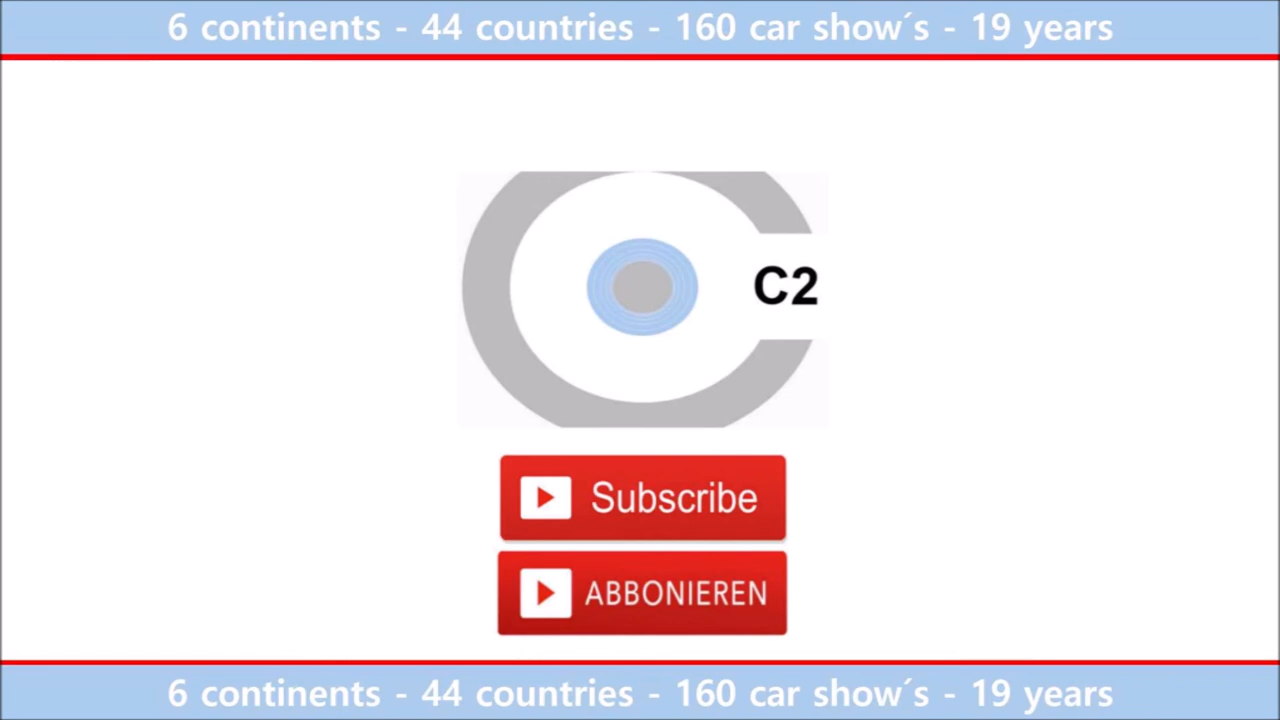 6 continents - 44 countries - 160 car show´s - 19 years
C2
Subscribe
ABBONIEREN
6 continents - 44 countries - 160 car show´s - 19 years